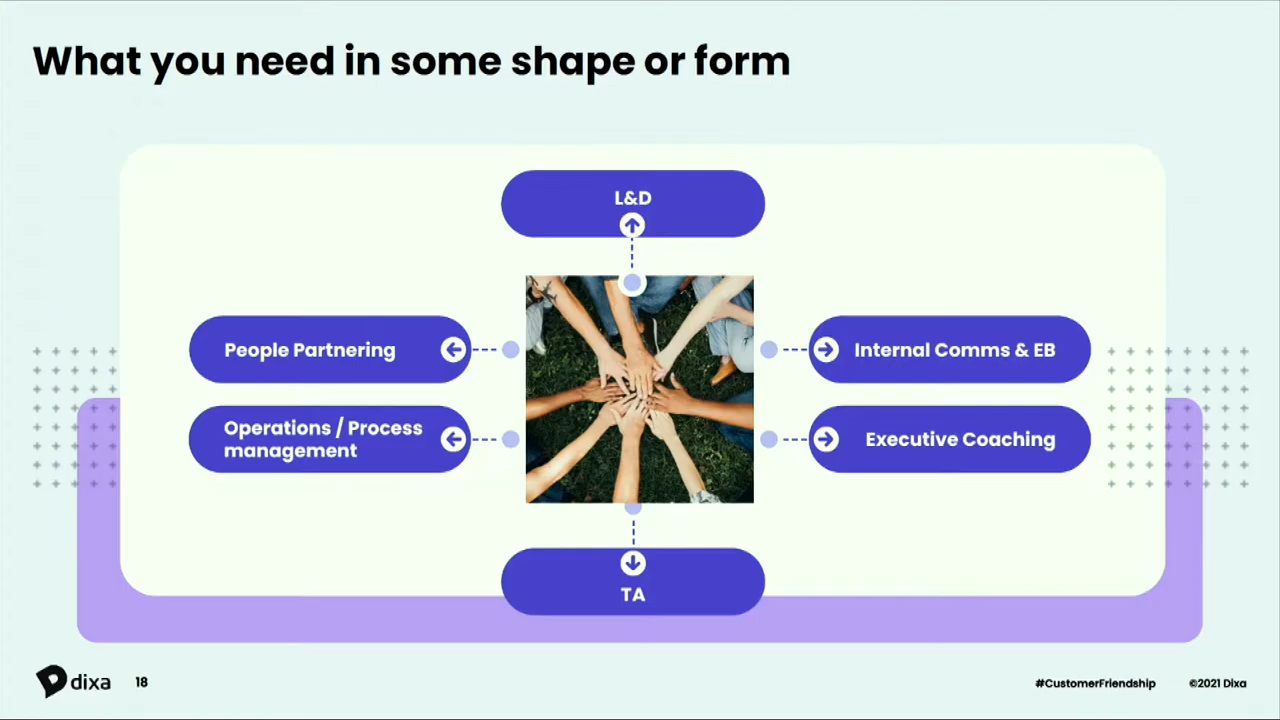 What you need in some shape or form
L&D
People Partnering
Internal Comms & EB
Operations / Process
management
Executive Coaching
TA
dixa
18
#CustomerFriendship
©2021 Dixa